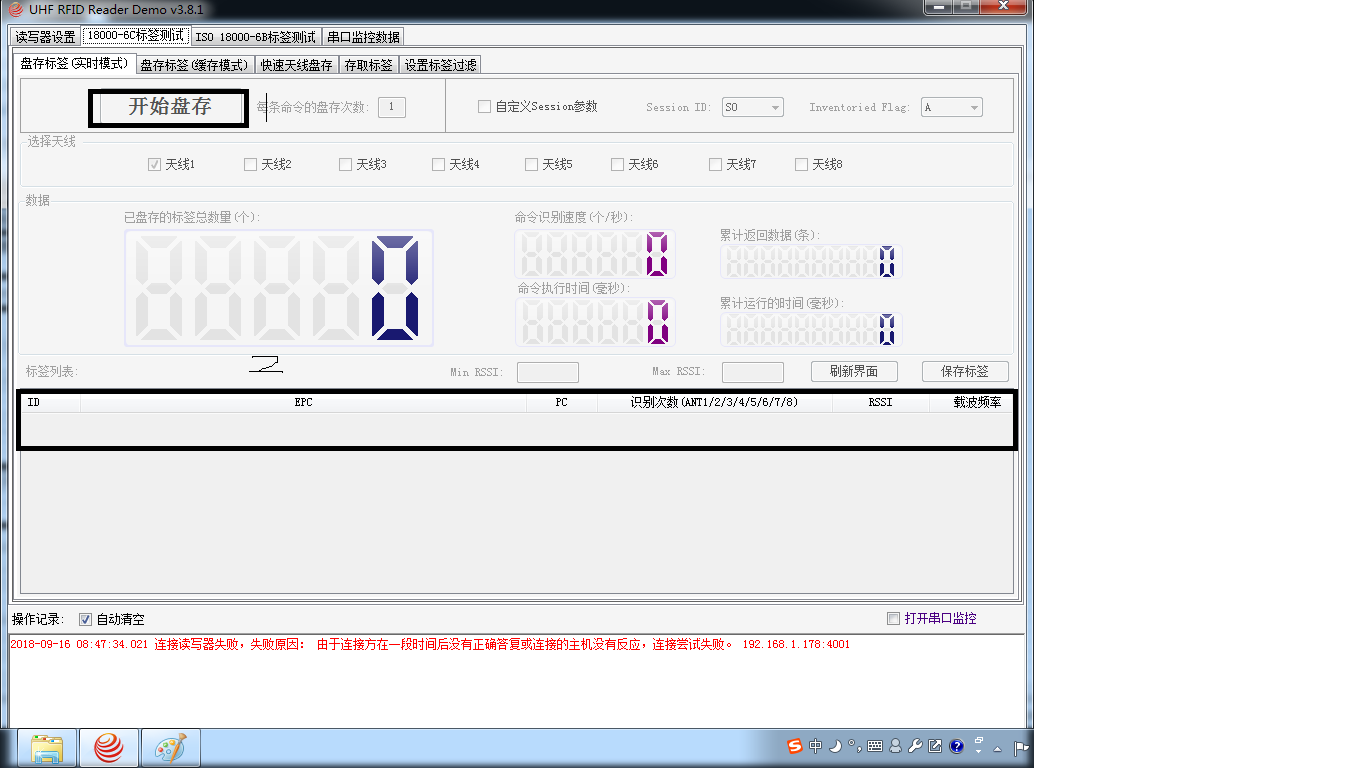 UHF RFID Reader Demo v3.8.1
读写器设置 18000-6C标签测试 ISO 18000-6B标签测试 串口监控数据
盘存标签(实时模式) 盘存标签(缓存模式) 快速天线盘存 存取标签 设置标签过滤
开始盘存 每条命令的盘存次数: 1 自定义Session参数 Session ID: S0 Inventoried Flag: A
选择天线
天线1 天线2 天线3 天线4 天线5 天线6 天线7 天线8
数据
已盘存的标签总数量(个): 命令识别速度(个/秒):
累计返回数据(条):
0 0 0
命令执行时间(毫秒):
累计运行的时间(毫秒):
0 0
2
标签列表: Min RSSI: Max RSSI: 刷新界面 保存标签
ID EPC PC 识别次数(ANT1/2/3/4/5/6/7/8) RSSI 载波频率
操作记录: 自动清空 打开串口监控
2018-09-16 08:47:34.021 连接读写器失败，失败原因： 由于连接方在一段时间后没有正确答复或连接的主机没有反应，连接尝试失败。 192.168.1.178:4001
中